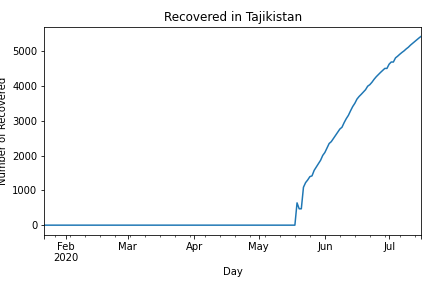 Recovered in Tajikistan
Number of Recovered
5000
4000
3000
2000
1000
0
Feb Mar Apr May Jun Jul
2020
Day